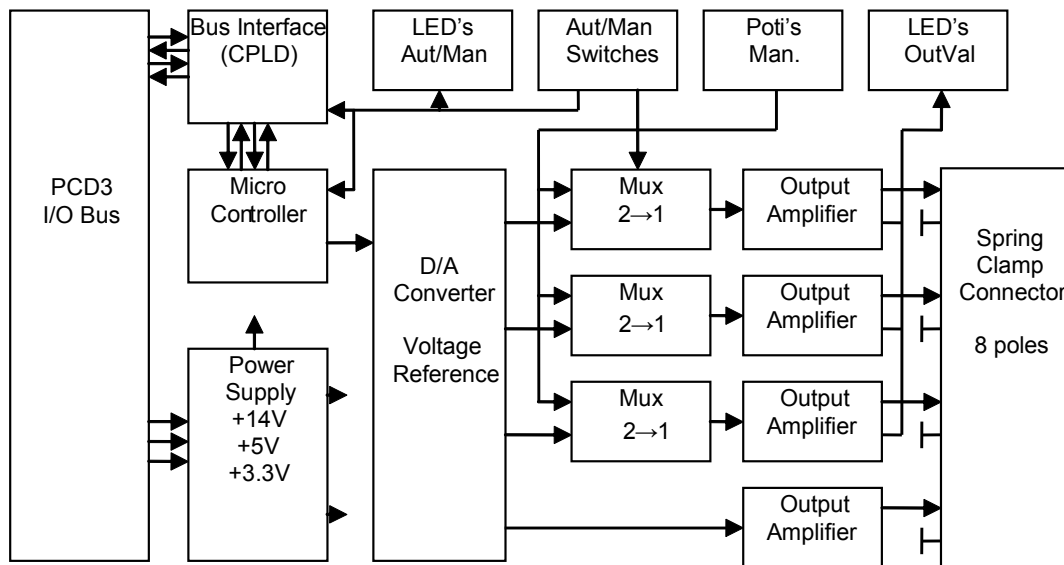 Bus Interface
(CPLD)
LED's
Aut/Man
Aut/Man
Switches
Poti's
Man.
LED's
OutVal
PCD3
I/O Bus
Micro
Controller
Mux
2→1
Output
Amplifier
D/A
Converter
Voltage
Reference
Mux
2→1
Output
Amplifier
Spring
Clamp
Connector
8 poles
Power
Supply
+14V
+5V
+3.3V
Mux
2→1
Output
Amplifier
Output
Amplifier